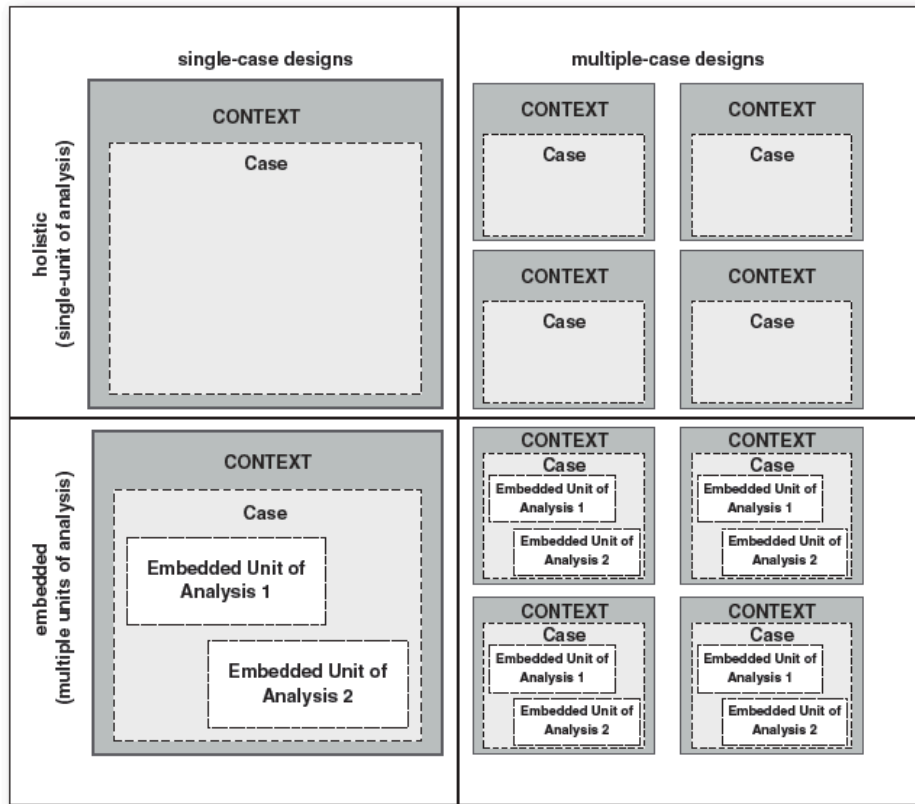 single-case designs
multiple-case designs
holistic
(single-unit of analysis)
CONTEXT
Case
CONTEXT
Case
CONTEXT
Case
CONTEXT
Case
CONTEXT
Case
embedded
(multiple units of analysis)
CONTEXT
Case
Embedded Unit of
Analysis 1
Embedded Unit of
Analysis 2
CONTEXT
Case
Embedded Unit of
Analysis 1
Embedded Unit of
Analysis 2
CONTEXT
Case
Embedded Unit of
Analysis 1
Embedded Unit of
Analysis 2
CONTEXT
Case
Embedded Unit of
Analysis 1
Embedded Unit of
Analysis 2
CONTEXT
Case
Embedded Unit of
Analysis 1
Embedded Unit of
Analysis 2